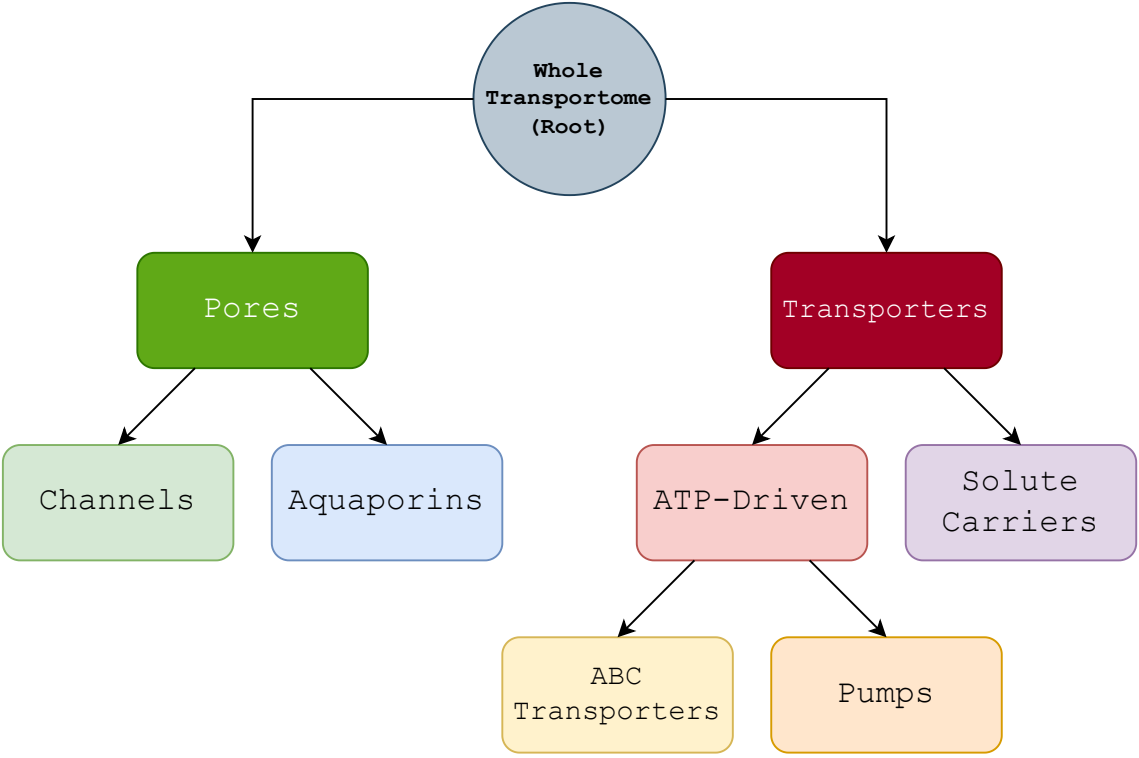 Whole
Transportome
(Root)
Pores
Transporters
Channels
Aquaporins
ATP-Driven
Solute
Carriers
ABC
Transporters
Pumps